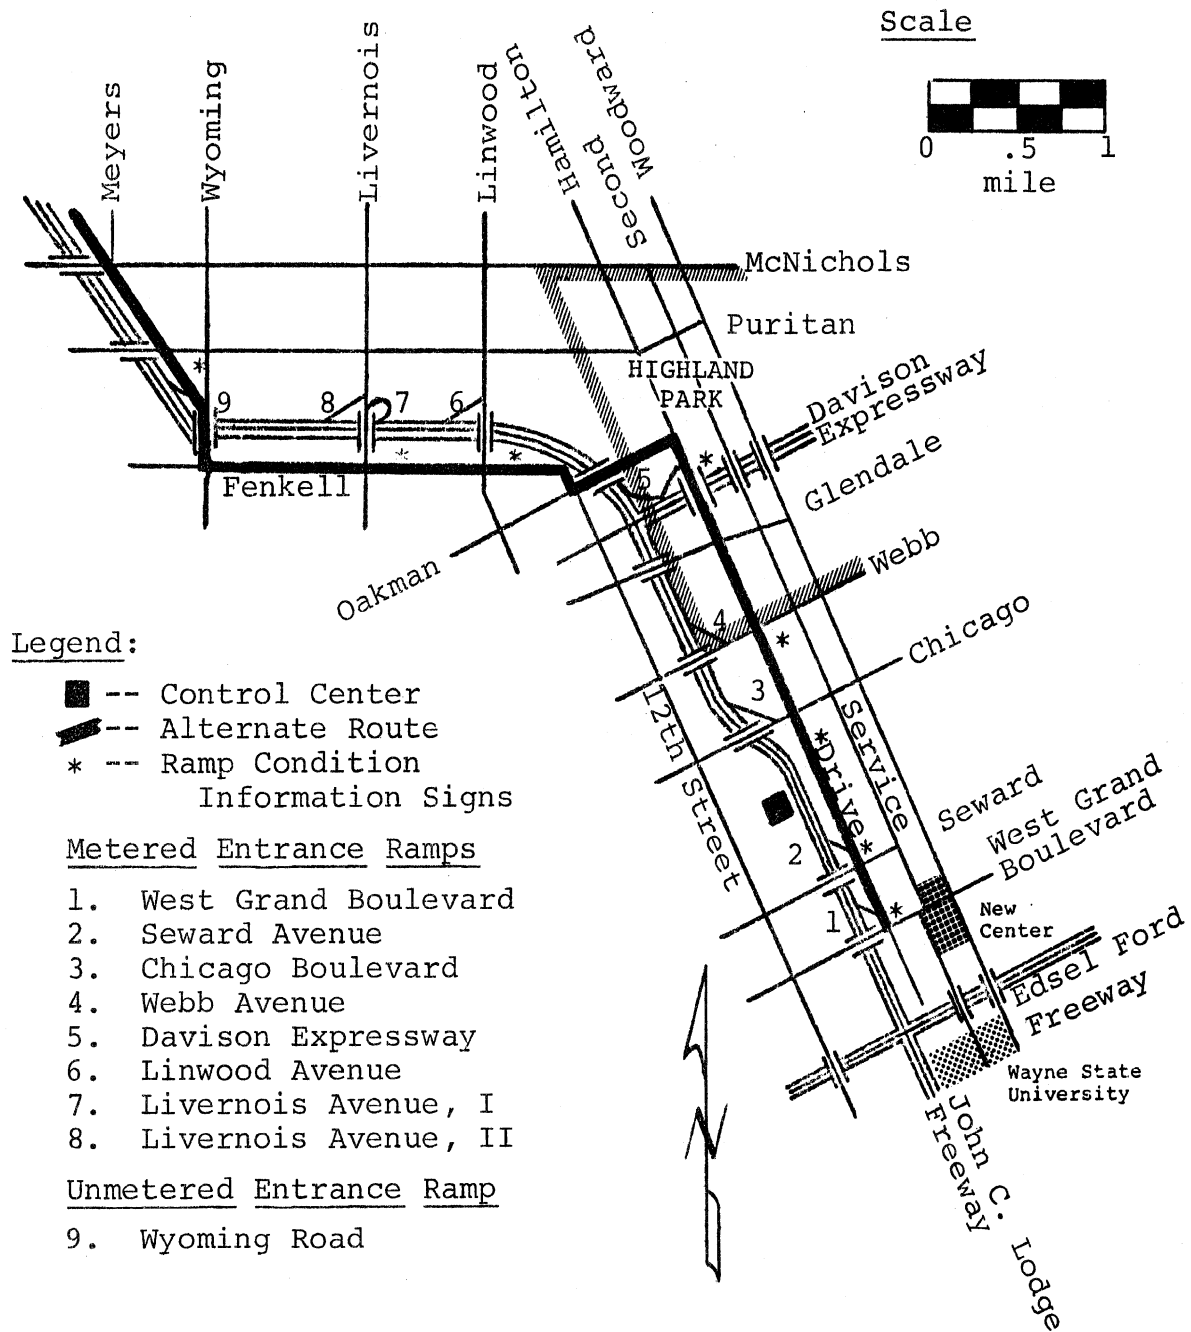 Scale
0 .5 1
mile
Meyers
Wyoming
Livernois
Linwood
Hamilton
Second
Woodward
McNichols
Puritan
HIGHLAND
PARK
Davison
Expressway
Glendale
Webb
Chicago
Fenkell
Oakman
9
8
7
6
5
4
3
2
1
12th Street
Service
Drive
Seward
West Grand
Boulevard
New
Center
Edsel Ford
Freeway
Wayne State
University
John C. Lodge
Freeway
*
*
*
*
*
*
*
*
Legend:
-- Control Center
-- Alternate Route
* -- Ramp Condition
Information Signs
Metered Entrance Ramps
1. West Grand Boulevard
2. Seward Avenue
3. Chicago Boulevard
4. Webb Avenue
5. Davison Expressway
6. Linwood Avenue
7. Livernois Avenue, I
8. Livernois Avenue, II
Unmetered Entrance Ramp
9. Wyoming Road
N